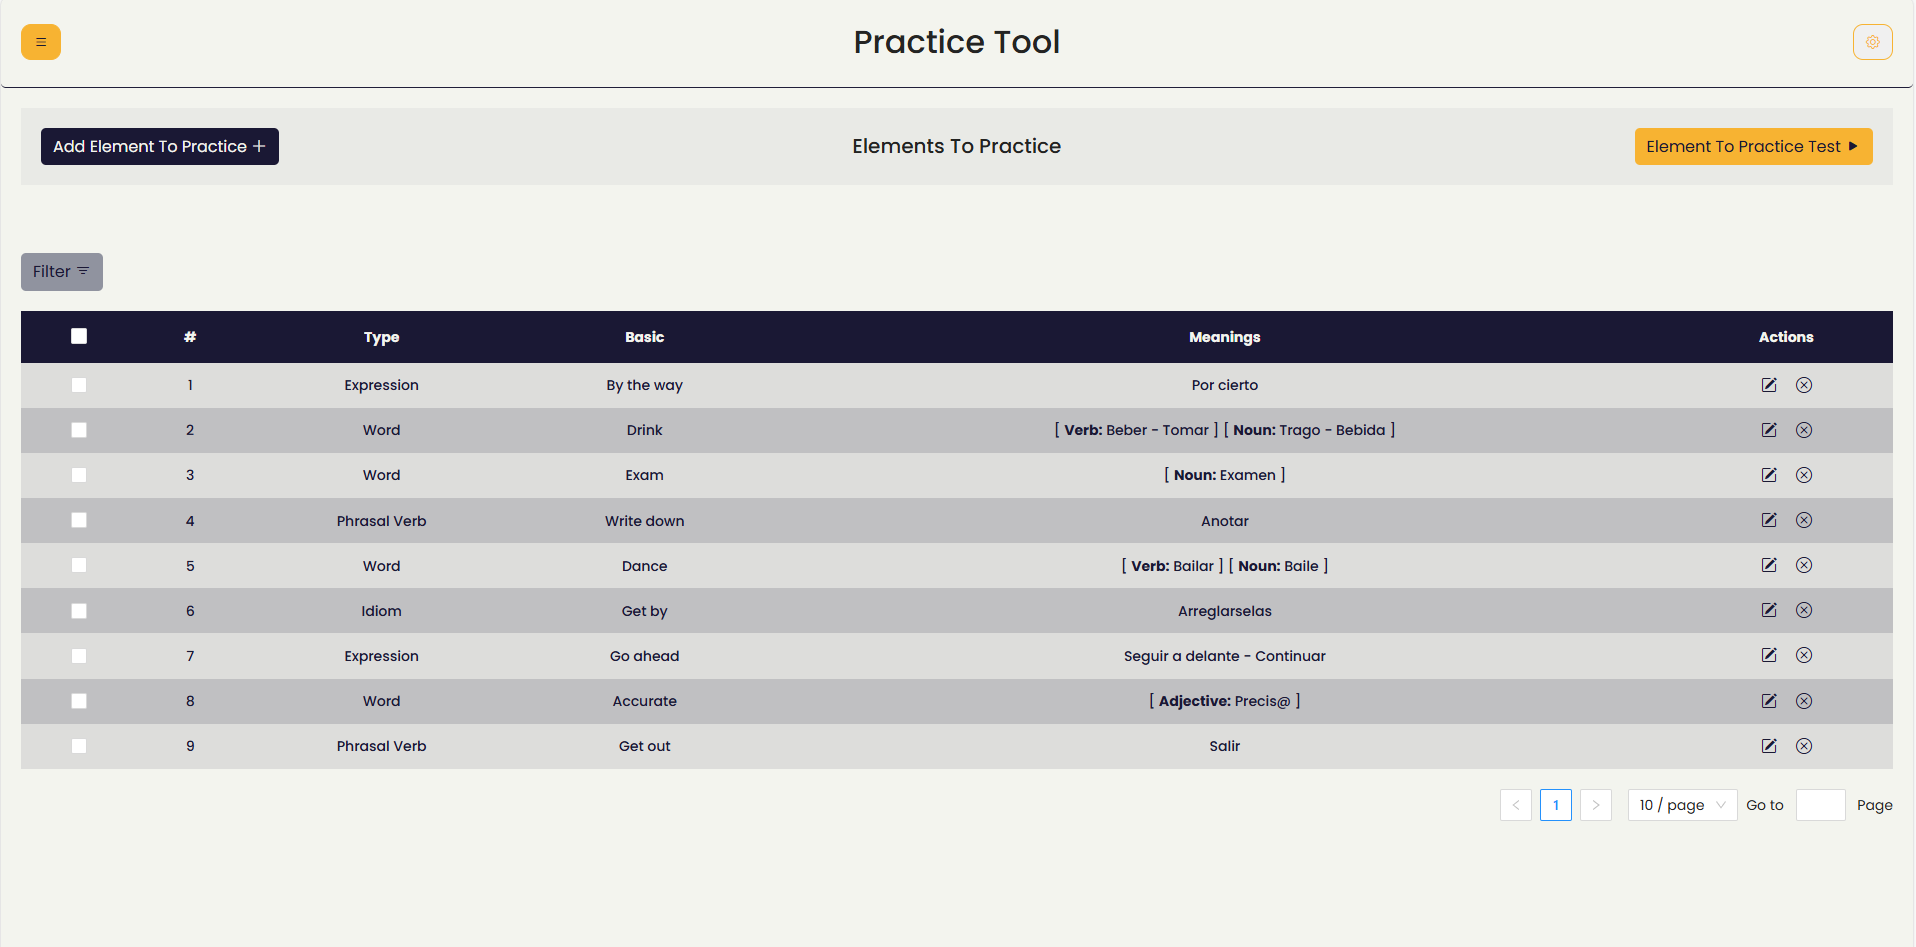 Practice Tool
Add Element To Practice +
Elements To Practice
Element To Practice Test
Filter
# Type Basic Meanings Actions
1 Expression By the way Por cierto
2 Word Drink [ Verb: Beber - Tomar ] [ Noun: Trago - Bebida ]
3 Word Exam [ Noun: Examen ]
4 Phrasal Verb Write down Anotar
5 Word Dance [ Verb: Bailar ] [ Noun: Baile ]
6 Idiom Get by Arreglarselas
7 Expression Go ahead Seguir a delante - Continuar
8 Word Accurate [ Adjective: Precis@ ]
9 Phrasal Verb Get out Salir
< 1 > 10 / page Go to Page